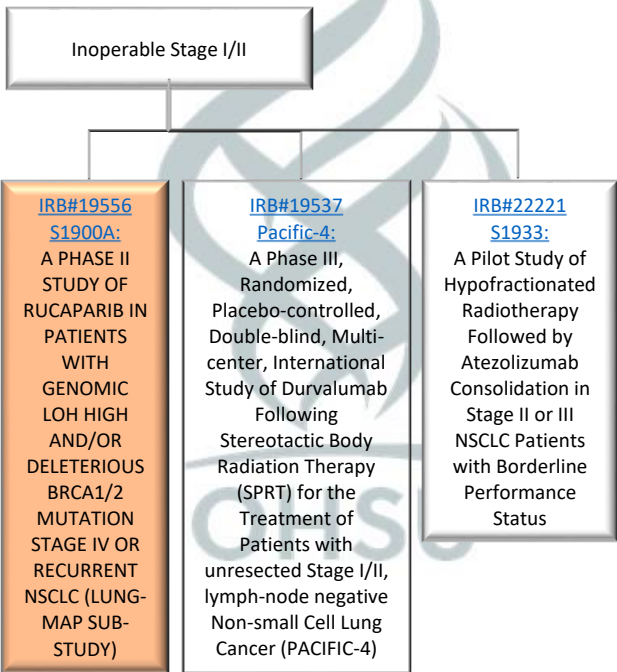 Inoperable Stage I/II
IRB#19556
S1900A:
A PHASE II
STUDY OF
RUCAPARIB IN
PATIENTS
WITH
GENOMIC
LOH HIGH
AND/OR
DELETERIOUS
BRCA1/2
MUTATION
STAGE IV OR
RECURRENT
NSCLC (LUNG-
MAP SUB-
STUDY)
IRB#19537
Pacific-4:
A Phase III,
Randomized,
Placebo-controlled,
Double-blind, Multi-
center, International
Study of Durvalumab
Following
Stereotactic Body
Radiation Therapy
(SPRT) for the
Treatment of
Patients with
unresected Stage I/II,
lymph-node negative
Non-small Cell Lung
Cancer (PACIFIC-4)
IRB#22221
S1933:
A Pilot Study of
Hypofractionated
Radiotherapy
Followed by
Atezolizumab
Consolidation in
Stage II or III
NSCLC Patients
with Borderline
Performance
Status
OHSU